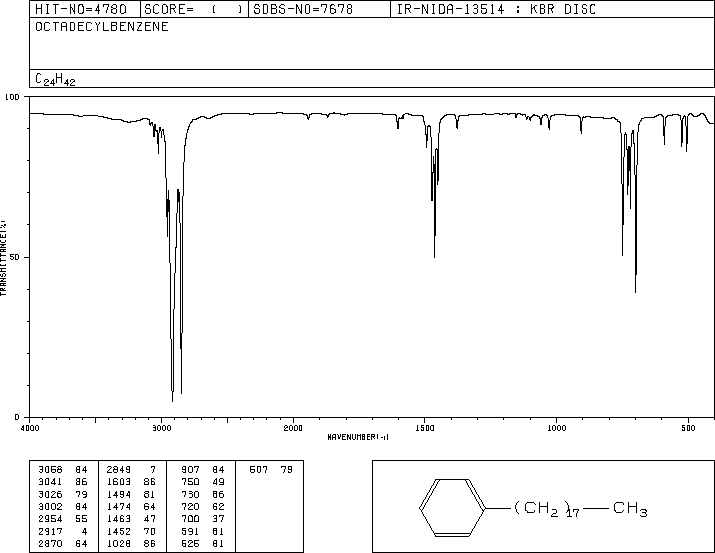 HIT-NO=4780 SCORE= ( ) SDBS-NO=7678 IR-NIDA-13514 : KBR DISC
OCTADECYLBENZENE
C24H42
100
50
0
TRANSMITTANCE(%)
4000 3000 2000 1500 1000 500
WAVENUMBER(-1)
3068 84 2849 7 907 84 507 79
3041 86 1603 86 750 49
3026 79 1494 81 730 66
3002 84 1474 64 720 62
2954 55 1463 47 700 37
2917 4 1452 70 591 81
2870 64 1028 86 525 81
(CH2)17 CH3